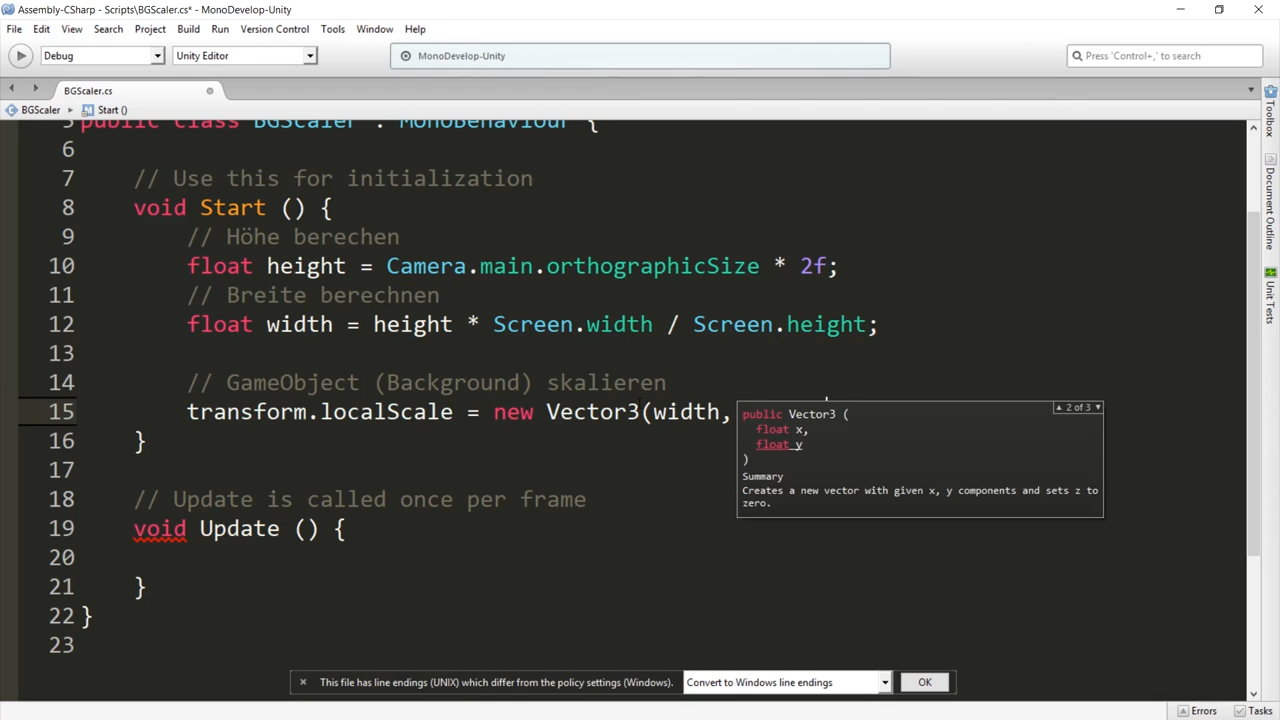 Assembly-CSharp - Scripts\BGScaler.cs* - MonoDevelop-Unity
File Edit View Search Project Build Run Version Control Tools Window Help
Debug Unity Editor MonoDevelop-Unity Press 'Control+,' to search
BGScaler.cs
BGScaler Start ()
5 public class BGScaler : MonoBehaviour {
6
7 // Use this for initialization
8 void Start () {
9 // Höhe berechen
10 float height = Camera.main.orthographicSize * 2f;
11 // Breite berechnen
12 float width = height * Screen.width / Screen.height;
13
14 // GameObject (Background) skalieren
15 transform.localScale = new Vector3(width,
16 }
17
18 // Update is called once per frame
19 void Update () {
20
21 }
22 }
23
public Vector3 (
float x,
float y
)
2 of 3
Summary
Creates a new vector with given x, y components and sets z to
zero.
Toolbox
Document Outline
Unit Tests
This file has line endings (UNIX) which differ from the policy settings (Windows). Convert to Windows line endings OK
Errors Tasks